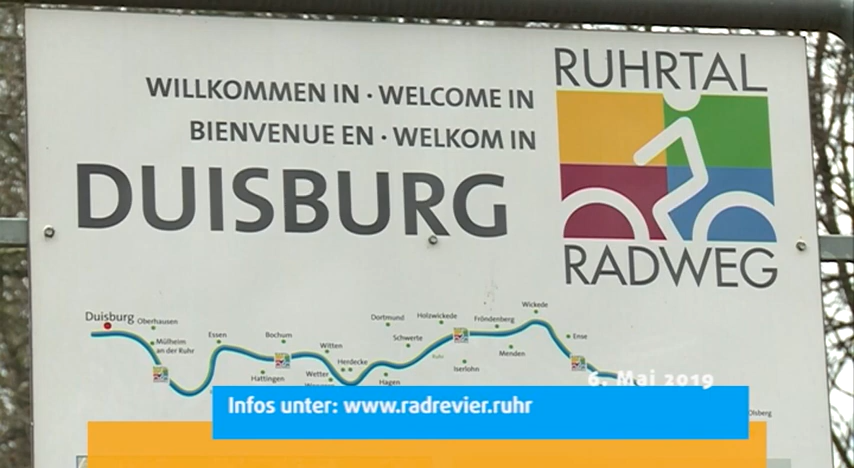 WILLKOMMEN IN · WELCOME IN
BIENVENUE EN · WELKOM IN
DUISBURG
RUHRTAL
RADWEG
Duisburg
Oberhausen
Mülheim
an der Ruhr
Essen
Bochum
Hattingen
Witten
Wetter
Herdecke
Dortmund
Schwerte
Hagen
Holzwickede
Ruhr
Iserlohn
Fröndenberg
Menden
Wickede
Ense
6. Mai 2019
Infos unter: www.radrevier.ruhr